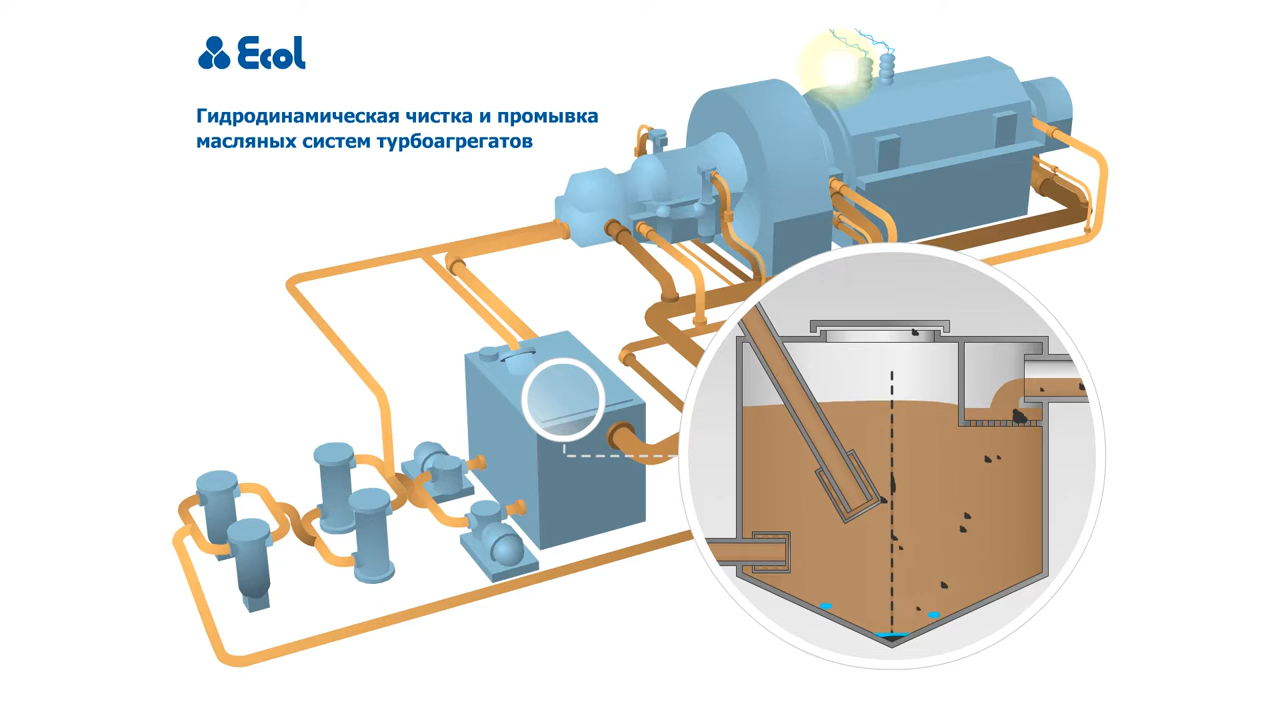 Ecol
Гидродинамическая чистка и промывка
масляных систем турбоагрегатов